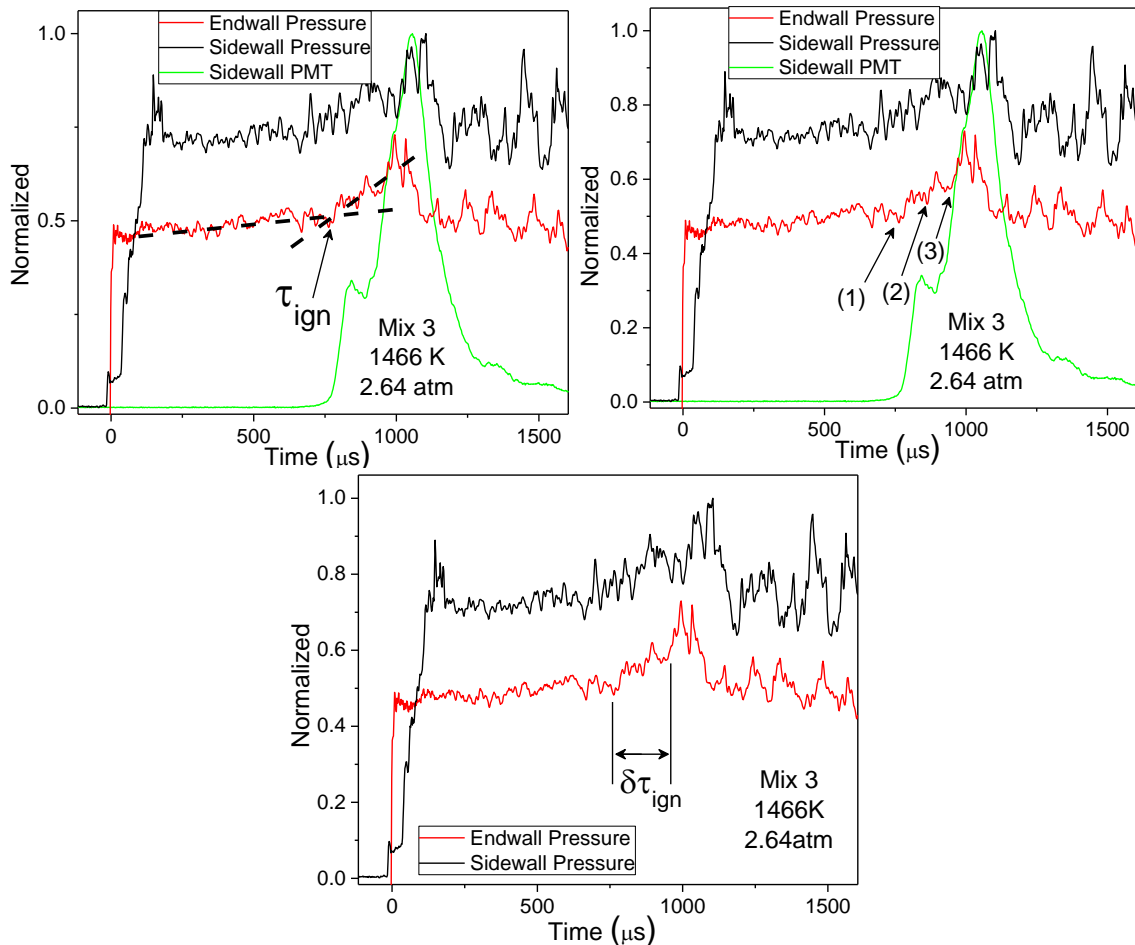 Endwall Pressure
Sidewall Pressure
Sidewall PMT
1.0
0.5
0.0
Normalized
τign
Mix 3
1466 K
2.64 atm
0
500
1000
1500
Time (μs)
Endwall Pressure
Sidewall Pressure
Sidewall PMT
1.0
0.8
0.6
0.4
0.2
0.0
Normalized
(1)
(2)
(3)
Mix 3
1466 K
2.64 atm
0
500
1000
1500
Time (μs)
1.0
0.8
0.6
0.4
0.2
0.0
Normalized
δτign
Mix 3
1466K
2.64atm
Endwall Pressure
Sidewall Pressure
0
500
1000
1500
Time (μs)